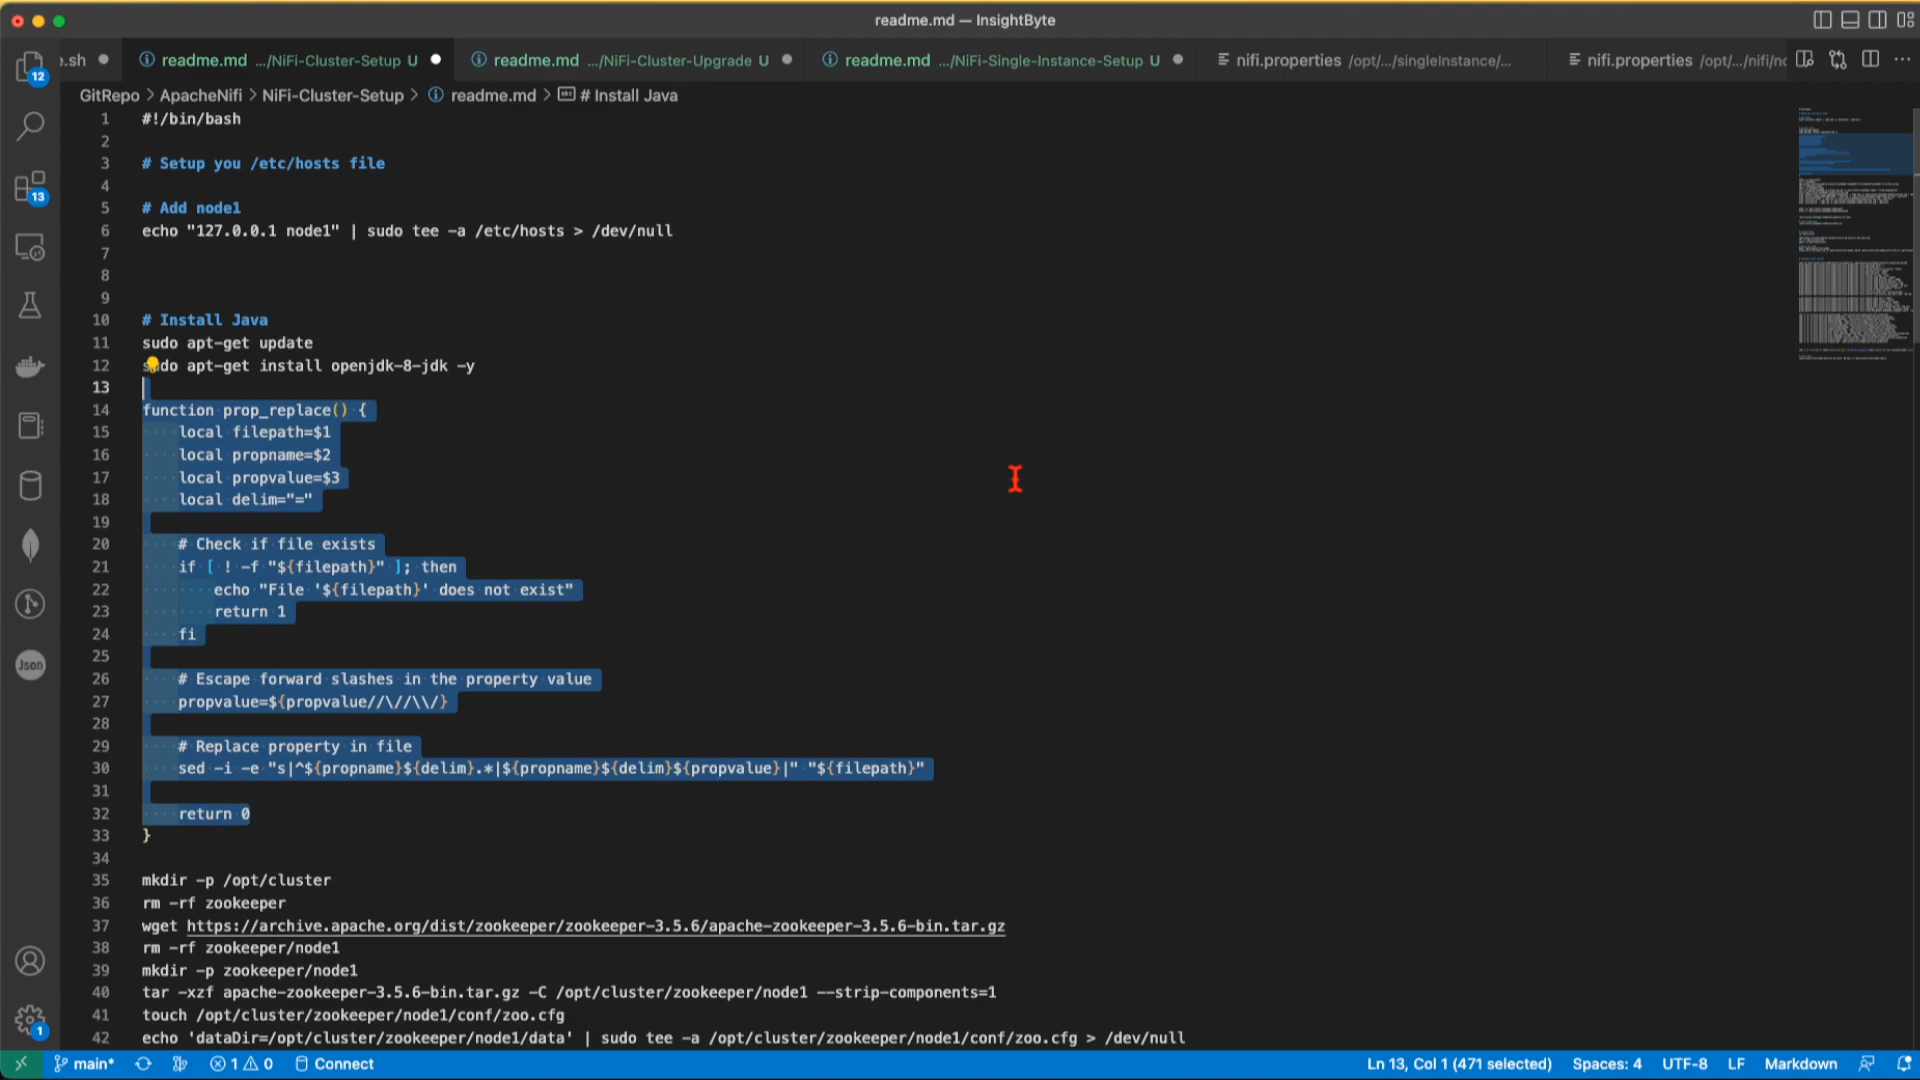 readme.md — InsightByte
.sh
readme.md .../NiFi-Cluster-Setup U
readme.md .../NiFi-Cluster-Upgrade U
readme.md .../NiFi-Single-Instance-Setup U
nifi.properties /opt/.../singleInstance/...
nifi.properties /opt/.../nifi/no
GitRepo > ApacheNifi > NiFi-Cluster-Setup > readme.md > # Install Java
1 #!/bin/bash
2
3 # Setup you /etc/hosts file
4
5 # Add node1
6 echo "127.0.0.1 node1" | sudo tee -a /etc/hosts > /dev/null
7
8
9
10 # Install Java
11 sudo apt-get update
12 sudo apt-get install openjdk-8-jdk -y
13
14 function prop_replace() {
15 local filepath=$1
16 local propname=$2
17 local propvalue=$3
18 local delim="="
19
20 # Check if file exists
21 if [ ! -f "${filepath}" ]; then
22 echo "File '${filepath}' does not exist"
23 return 1
24 fi
25
26 # Escape forward slashes in the property value
27 propvalue=${propvalue//\//\\/}
28
29 # Replace property in file
30 sed -i -e "s|^${propname}${delim}.*|${propname}${delim}${propvalue}|" "${filepath}"
31
32 return 0
33 }
34
35 mkdir -p /opt/cluster
36 rm -rf zookeeper
37 wget https://archive.apache.org/dist/zookeeper/zookeeper-3.5.6/apache-zookeeper-3.5.6-bin.tar.gz
38 rm -rf zookeeper/node1
39 mkdir -p zookeeper/node1
40 tar -xzf apache-zookeeper-3.5.6-bin.tar.gz -C /opt/cluster/zookeeper/node1 --strip-components=1
41 touch /opt/cluster/zookeeper/node1/conf/zoo.cfg
42 echo 'dataDir=/opt/cluster/zookeeper/node1/data' | sudo tee -a /opt/cluster/zookeeper/node1/conf/zoo.cfg > /dev/null
12
13
Json
1
main* 1 0 Connect
Ln 13, Col 1 (471 selected) Spaces: 4 UTF-8 LF Markdown